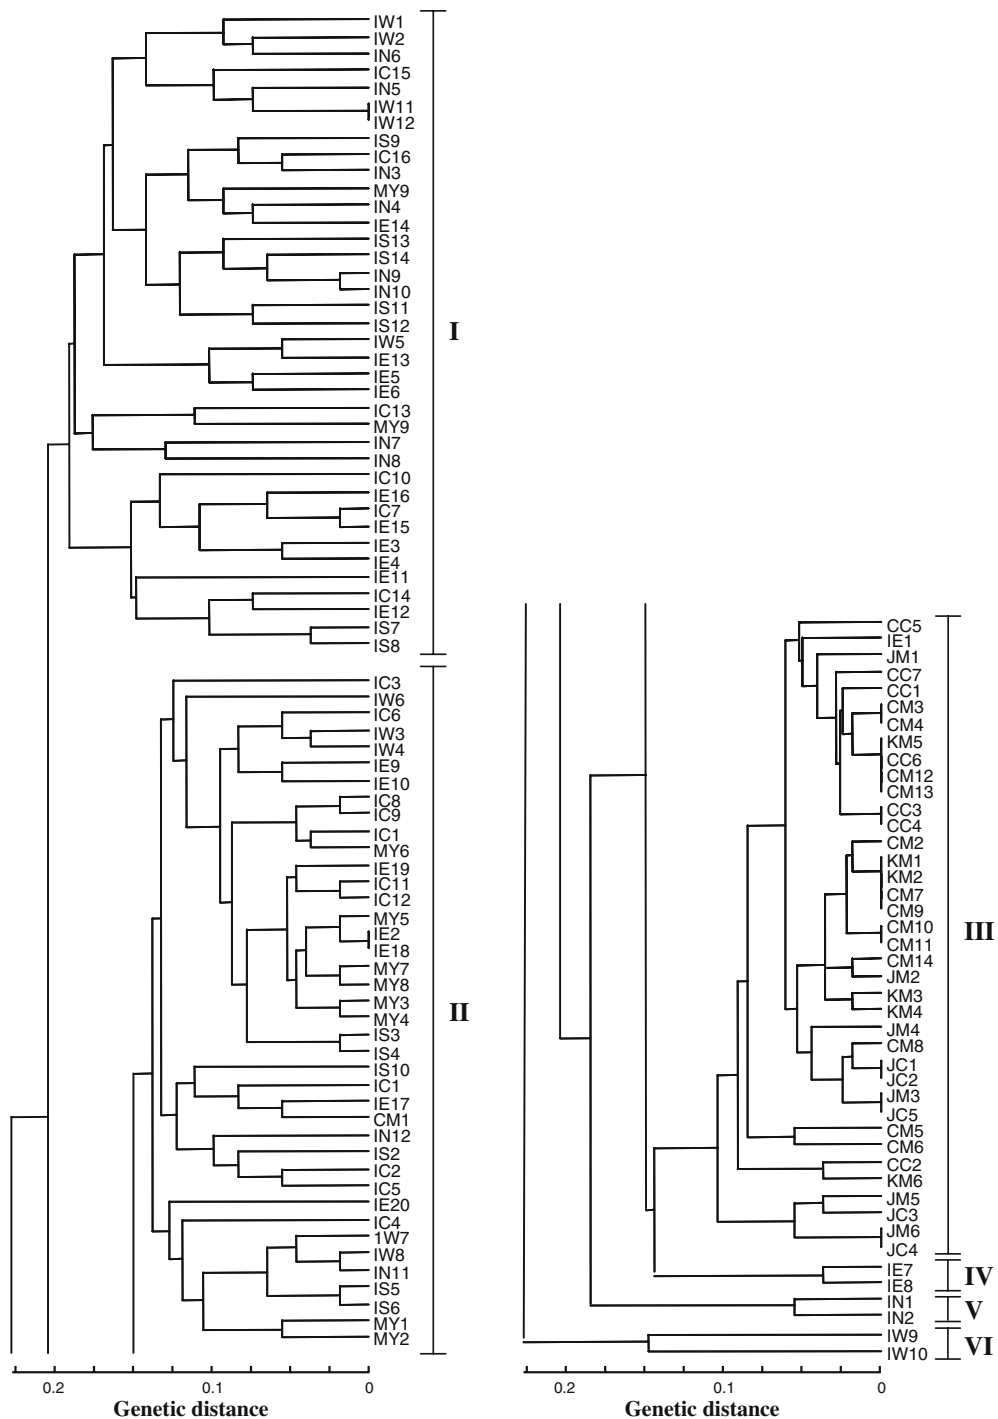 IW1
IW2
IN6
IC15
IN5
IW11
IW12
IS9
IC16
IN3
MY9
IN4
IE14
IS13
IS14
IN9
IN10
IS11
IS12
IW5
IE13
IE5
IE6
IC13
MY9
IN7
IN8
IC10
IE16
IC7
IE15
IE3
IE4
IE11
IC14
IE12
IS7
IS8
I
IC3
IW6
IC6
IW3
IW4
IE9
IE10
IC8
IC9
IC1
MY6
IE19
IC11
IC12
MY5
IE2
IE18
MY7
MY8
MY3
MY4
IS3
IS4
IS10
IC1
IE17
CM1
IN12
IS2
IC2
IC5
IE20
IC4
1W7
IW8
IN11
IS5
IS6
MY1
MY2
II
0.2 0.1 0
Genetic distance
CC5
IE1
JM1
CC7
CC1
CM3
CM4
KM5
CC6
CM12
CM13
CC3
CC4
CM2
KM1
KM2
CM7
CM9
CM10
CM11
CM14
JM2
KM3
KM4
JM4
CM8
JC1
JC2
JM3
JC5
CM5
CM6
CC2
KM6
JM5
JC3
JM6
JC4
III
IE7
IE8
IV
IN1
IN2
V
IW9
IW10
VI
0.2 0.1 0
Genetic distance